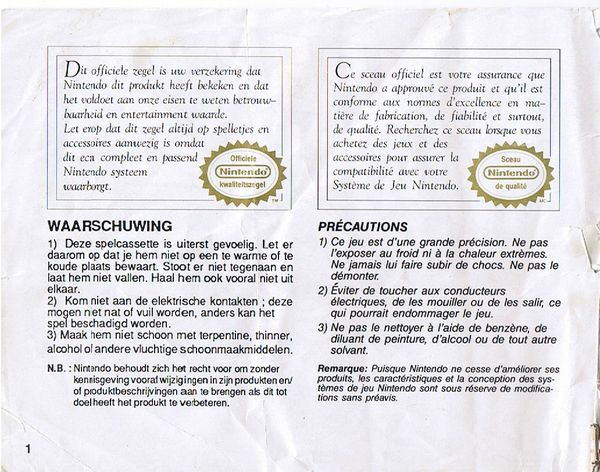 Dit officiele zegel is uw verzekering dat
Nintendo dit produkt heeft bekeken en dat
het voldoet aan onze eisen te weten betrouw-
baarheid en entertainment waarde.
Let erop dat dit zegel altijd op spelletjes en
accessoires aanwezig is omdat
dit een compleet en passend
Nintendo systeem
waarborgt.
Officiele
Nintendo
kwaliteitszegel
TM
WAARSCHUWING
1) Deze spelcassette is uiterst gevoelig. Let er
daarom op dat je hem niet op een te warme of te
koude plaats bewaart. Stoot er niet tegenaan en
laat hem niet vallen. Haal hem ook vooral niet uit
elkaar.
2) Kom niet aan de elektrische kontakten ; deze
mogen niet nat of vuil worden, anders kan het
spel beschadigd worden.
3) Maak hem niet schoon met terpentine, thinner,
alcohol of andere vluchtige schoonmaakmiddelen.
N.B. : Nintendo behoudt zich het recht voor om zonder
kennisgeving vooraf wijzigingen in zijn produkten en/
of produktbeschrijvingen aan te brengen als dit tot
doel heeft het produkt te verbeteren.
1
Ce sceau officiel est votre assurance que
Nintendo a approuvé ce produit et qu'il est
conforme aux normes d'excellence en ma-
tière de fabrication, de fiabilité et surtout,
de qualité. Recherchez ce sceau lorsque vous
achetez des jeux et des
accessoires pour assurer la
compatibilité avec votre
Système de Jeu Nintendo.
Sceau
Nintendo
de qualité
MC
PRÉCAUTIONS
1) Ce jeu est d'une grande précision. Ne pas
l'exposer au froid ni à la chaleur extrêmes.
Ne jamais lui faire subir de chocs. Ne pas le
démonter.
2) Éviter de toucher aux conducteurs
électriques, de les mouiller ou de les salir, ce
qui pourrait endommager le jeu.
3) Ne pas le nettoyer à l'aide de benzène, de
diluant de peinture, d'alcool ou de tout autre
solvant.
Remarque: Puisque Nintendo ne cesse d'améliorer ses
produits, les caractéristiques et la conception des sys-
tèmes de jeu Nintendo sont sous réserve de modifica-
tions sans préavis.